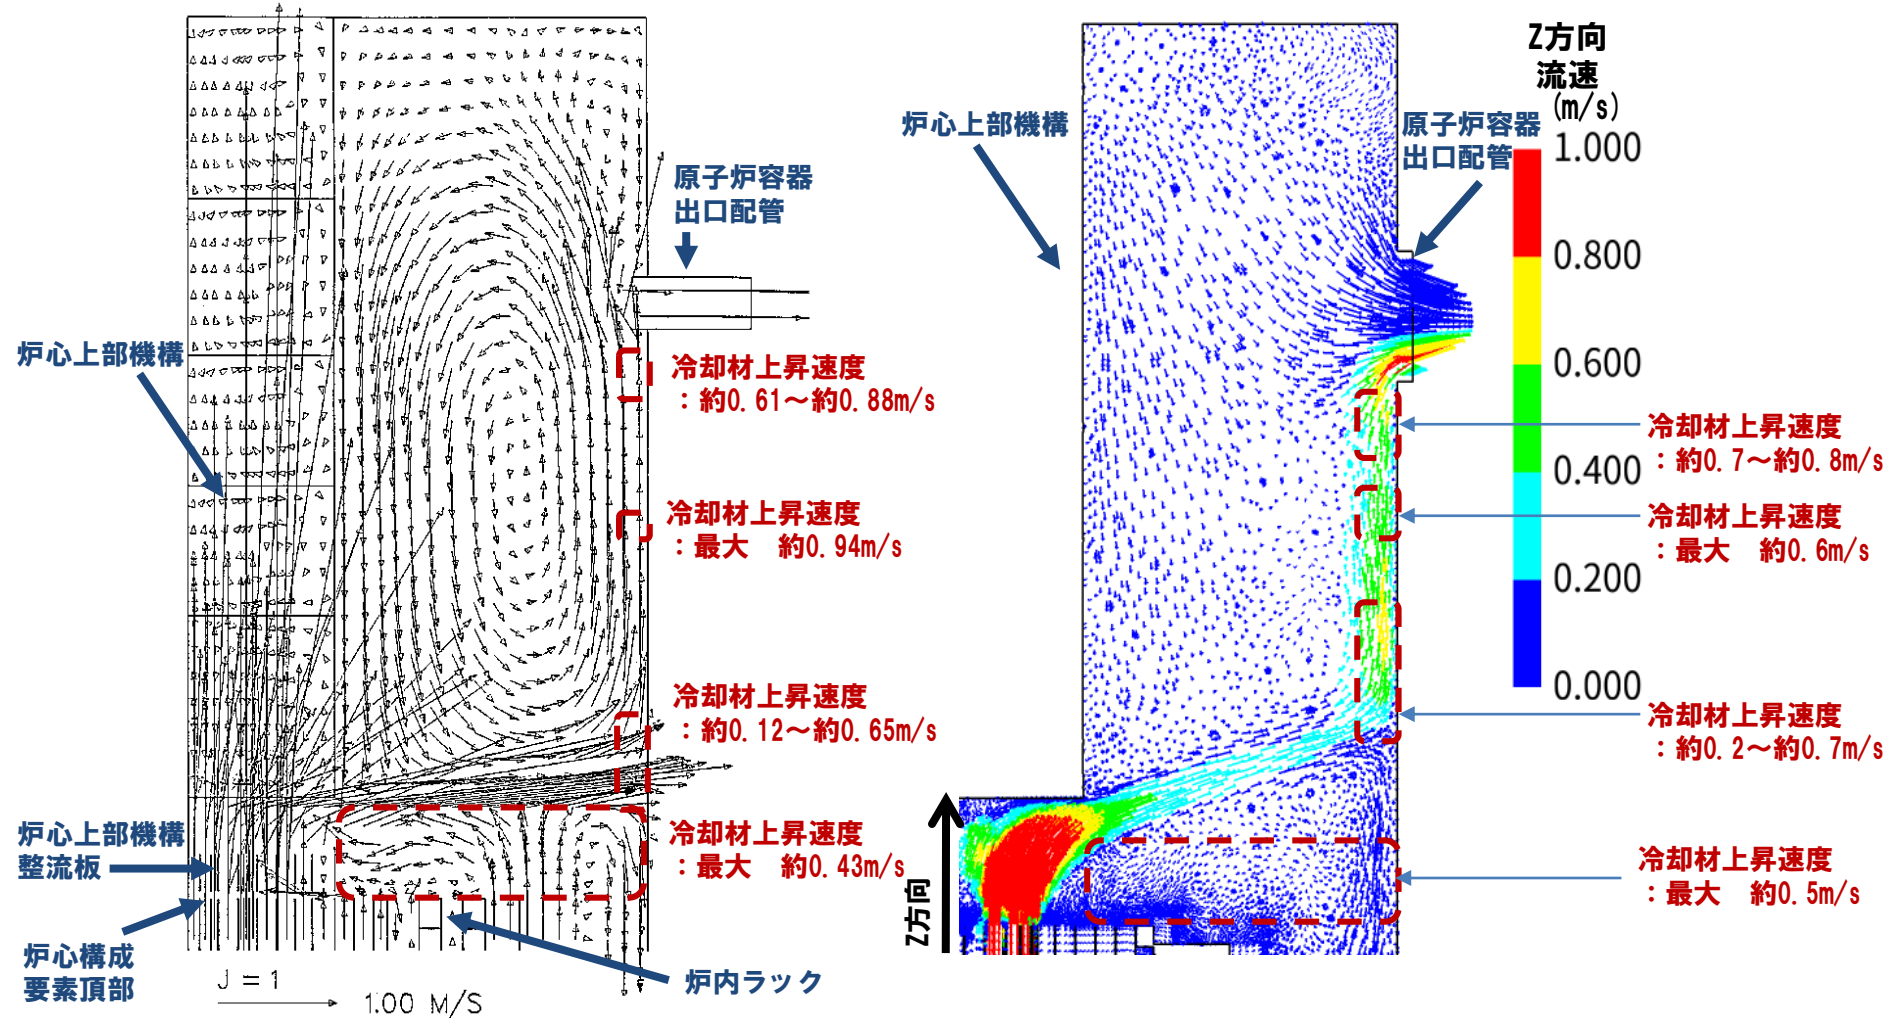 原子炉容器
出口配管
炉心上部機構
冷却材上昇速度
：約0.61～約0.88m/s
冷却材上昇速度
：最大　約0.94m/s
冷却材上昇速度
：約0.12～約0.65m/s
炉心上部機構
整流板
冷却材上昇速度
：最大　約0.43m/s
炉心構成
要素頂部
炉内ラック
J = 1
1.00 M/S
炉心上部機構
原子炉容器
出口配管
Z方向
流速
(m/s)
1.000
0.800
0.600
0.400
0.200
0.000
冷却材上昇速度
：約0.7～約0.8m/s
冷却材上昇速度
：最大　約0.6m/s
冷却材上昇速度
：約0.2～約0.7m/s
冷却材上昇速度
：最大　約0.5m/s
Z方向